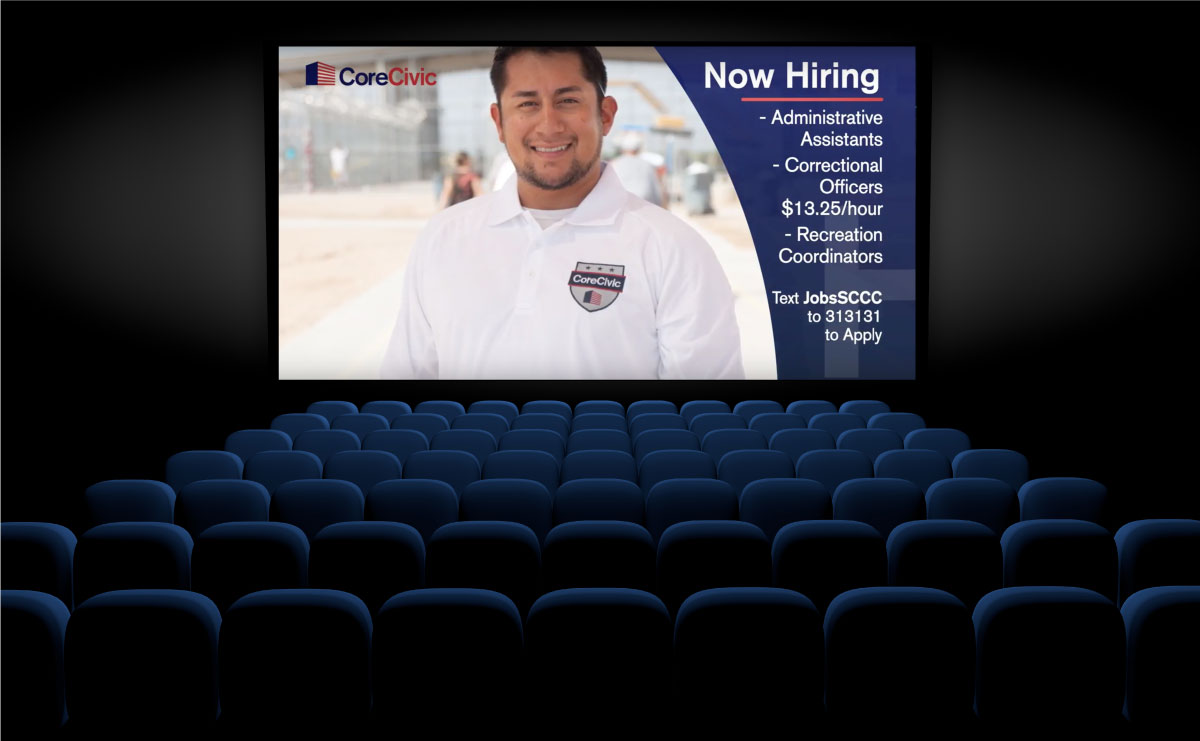 CoreCivic
Now Hiring
- Administrative
Assistants
- Correctional
Officers
$13.25/hour
- Recreation
Coordinators
Text JobsSCCC
to 313131
to Apply
CoreCivic